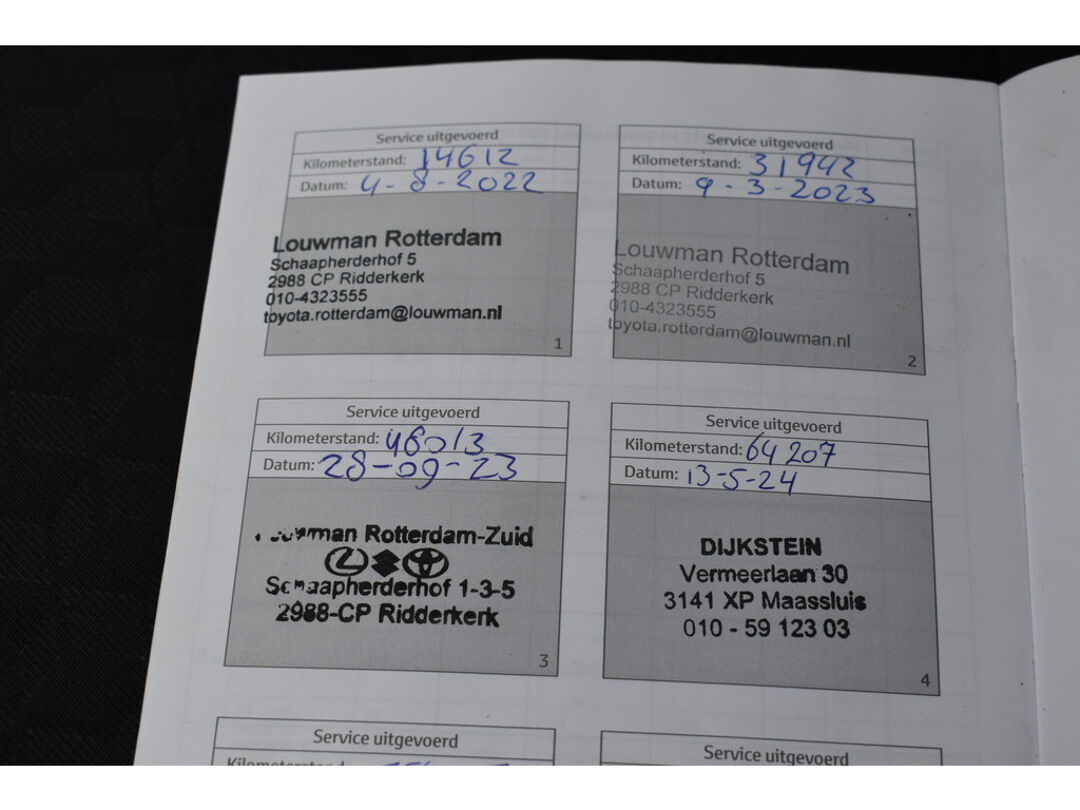 Service uitgevoerd
Kilometerstand: 14612
Datum: 4-8-2022
Louwman Rotterdam
Schaapherderhof 5
2988 CP Ridderkerk
010-4323555
toyota.rotterdam@louwman.nl
1
Service uitgevoerd
Kilometerstand: 31942
Datum: 9-3-2023
Louwman Rotterdam
Schaapherderhof 5
2988 CP Ridderkerk
010-4323555
toyota.rotterdam@louwman.nl
2
Service uitgevoerd
Kilometerstand: 46013
Datum: 28-09-23
Louwman Rotterdam-Zuid
Schaapherderhof 1-3-5
2988-CP Ridderkerk
3
Service uitgevoerd
Kilometerstand: 64207
Datum: 13-5-24
DIJKSTEIN
Vermeerlaan 30
3141 XP Maassluis
010 - 59 123 03
4
Service uitgevoerd
Kilometerstand
Service uitgevoerd